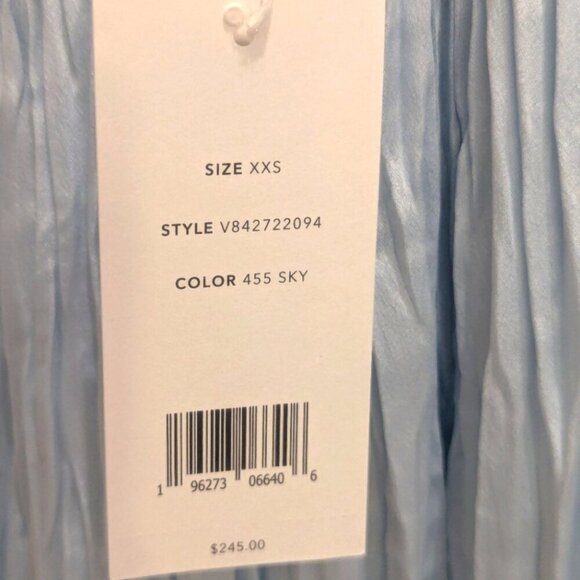 SIZE XXS
STYLE V842722094
COLOR 455 SKY
1 96273 06640 6
$245.00